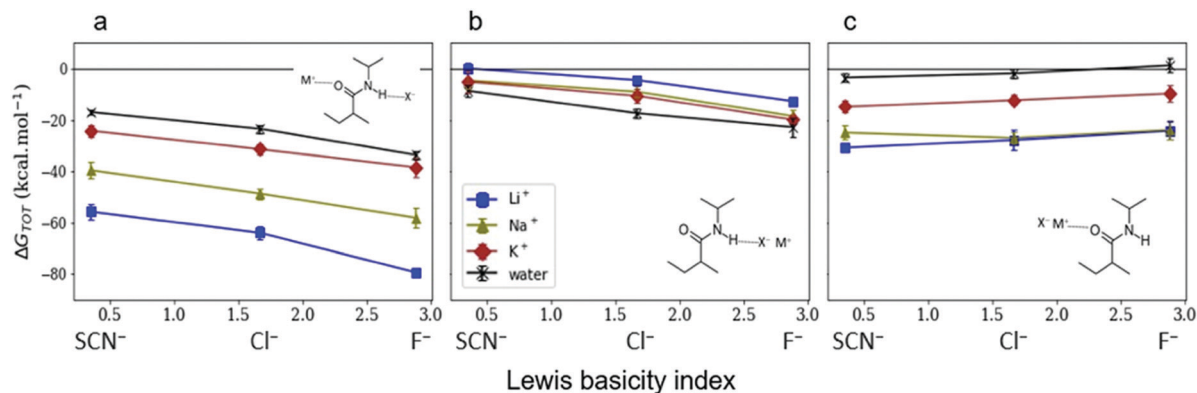 a b c
ΔG_TOT (kcal.mol⁻¹)
0
−20
−40
−60
−80
M⁺ O N H X⁻
0.5 1.0 1.5 2.0 2.5 3.0
SCN⁻ Cl⁻ F⁻
Li⁺
Na⁺
K⁺
water
O N H X⁻ M⁺
0.5 1.0 1.5 2.0 2.5 3.0
SCN⁻ Cl⁻ F⁻
X⁻ M⁺ O N H
0.5 1.0 1.5 2.0 2.5 3.0
SCN⁻ Cl⁻ F⁻
Lewis basicity index